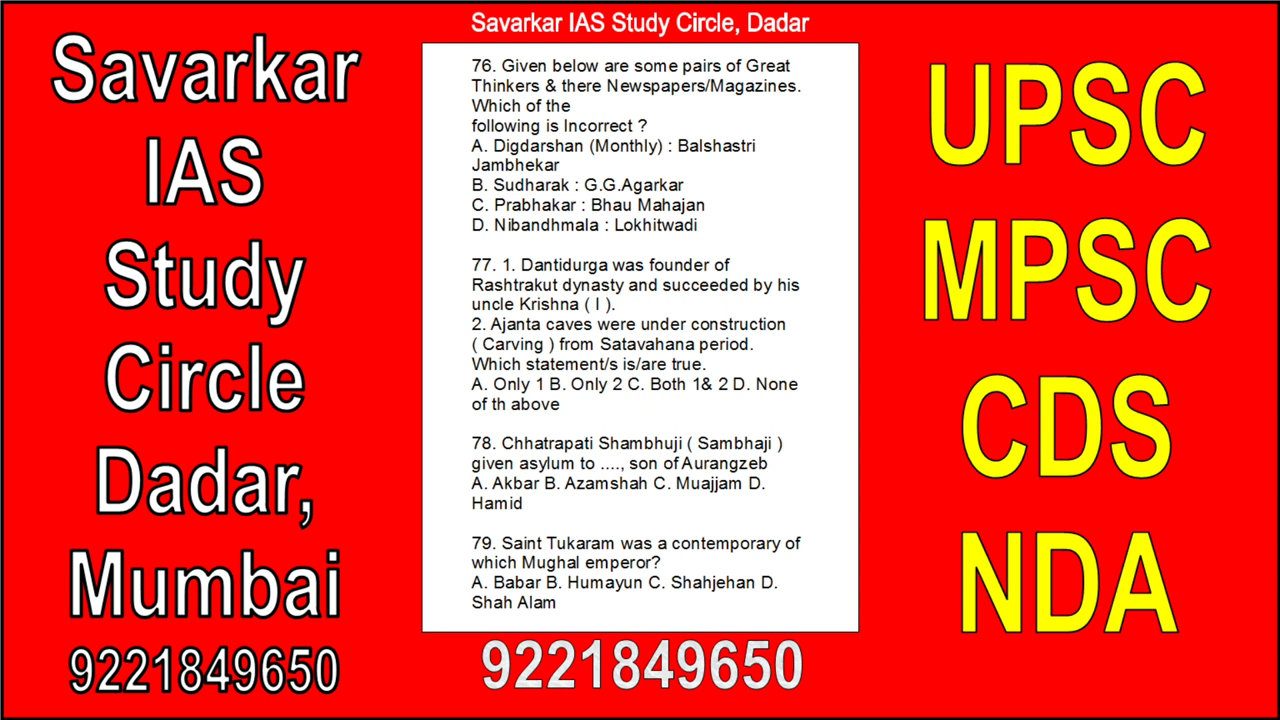 Savarkar IAS Study Circle, Dadar
Savarkar
IAS
Study
Circle
Dadar,
Mumbai
9221849650
76. Given below are some pairs of Great
Thinkers & there Newspapers/Magazines.
Which of the
following is Incorrect ?
A. Digdarshan (Monthly) : Balshastri
Jambhekar
B. Sudharak : G.G.Agarkar
C. Prabhakar : Bhau Mahajan
D. Nibandhmala : Lokhitwadi
77. 1. Dantidurga was founder of
Rashtrakut dynasty and succeeded by his
uncle Krishna ( I ).
2. Ajanta caves were under construction
( Carving ) from Satavahana period.
Which statement/s is/are true.
A. Only 1 B. Only 2 C. Both 1& 2 D. None
of th above
78. Chhatrapati Shambhuji ( Sambhaji )
given asylum to ...., son of Aurangzeb
A. Akbar B. Azamshah C. Muajjam D.
Hamid
79. Saint Tukaram was a contemporary of
which Mughal emperor?
A. Babar B. Humayun C. Shahjehan D.
Shah Alam
9221849650
UPSC
MPSC
CDS
NDA